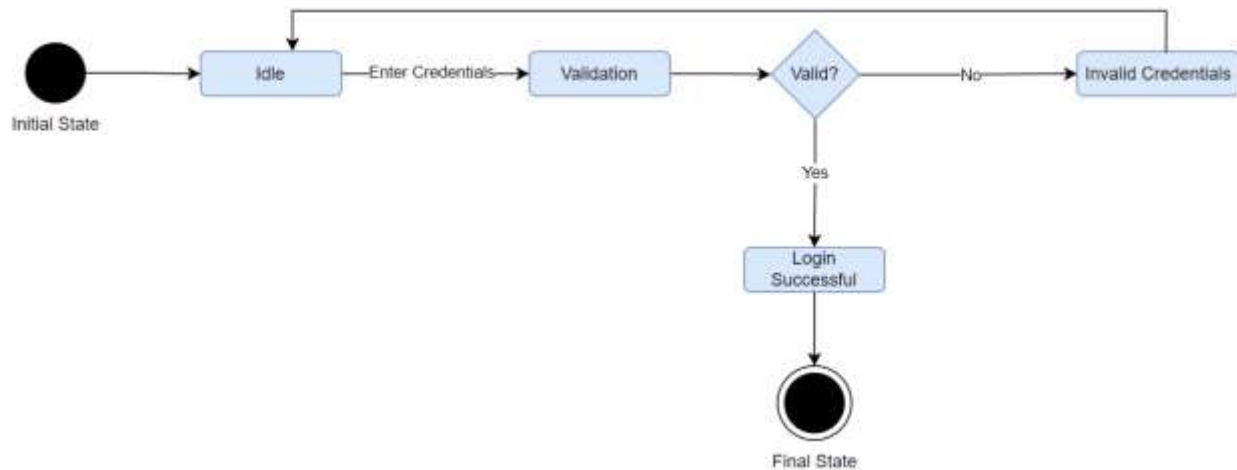 Idle
Enter Credentials
Validation
Valid?
No
Invalid Credentials
Initial State
Yes
Login
Successful
Final State